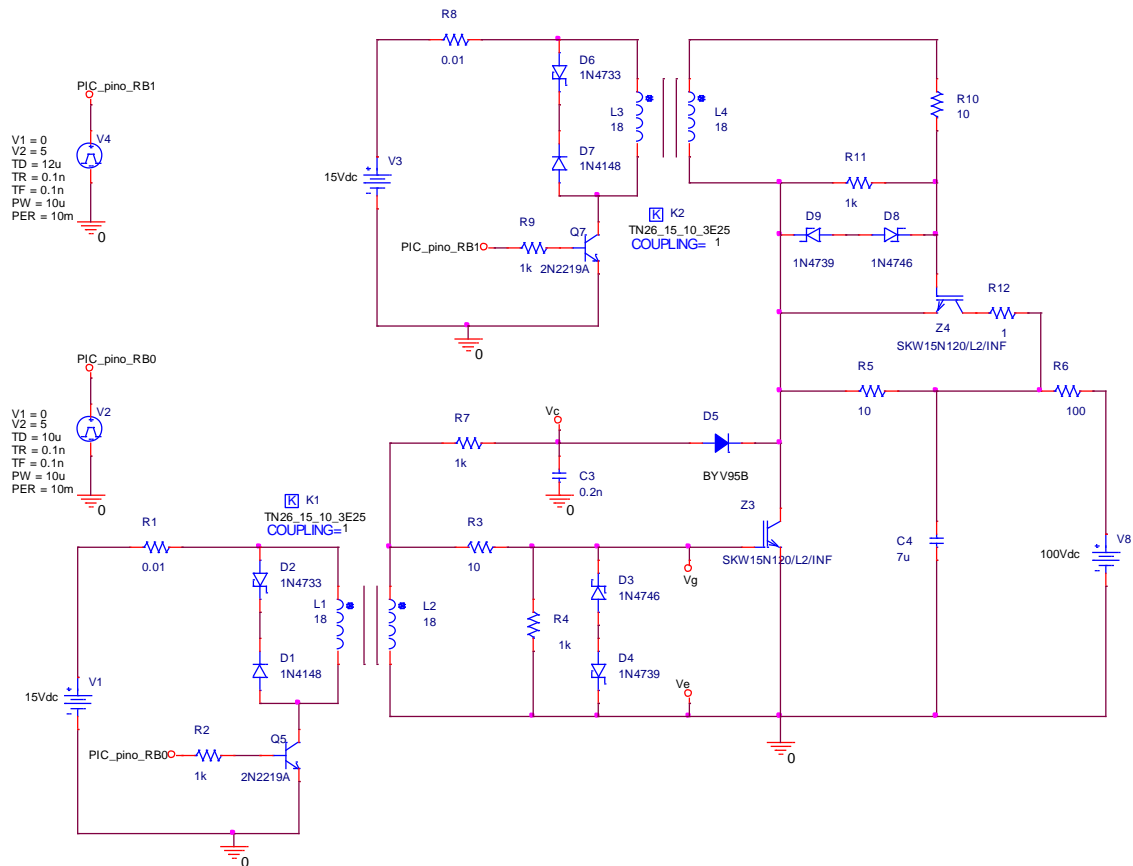 R8
0.01
D6
1N4733
L3
18
L4
18
R10
10
PIC_pino_RB1
V4
V1 = 0
V2 = 5
TD = 12u
TR = 0.1n
TF = 0.1n
PW = 10u
PER = 10m
0
D7
1N4148
V3
15Vdc
R11
1k
K K2
TN26_15_10_3E25
COUPLING= 1
D9
1N4739
D8
1N4746
R9
1k
PIC_pino_RB1
Q7
2N2219A
0
Z4
SKW15N120/L2/INF
R12
1
PIC_pino_RB0
V2
V1 = 0
V2 = 5
TD = 10u
TR = 0.1n
TF = 0.1n
PW = 10u
PER = 10m
0
R5
10
R6
100
R7
1k
Vc
C3
0.2n
0
D5
BYV95B
K K1
TN26_15_10_3E25
COUPLING= 1
R1
0.01
R3
10
Z3
SKW15N120/L2/INF
Vg
C4
7u
V8
100Vdc
D2
1N4733
L1
18
L2
18
R4
1k
D3
1N4746
D1
1N4148
D4
1N4739
V1
15Vdc
Ve
R2
1k
PIC_pino_RB0
Q5
2N2219A
0
0